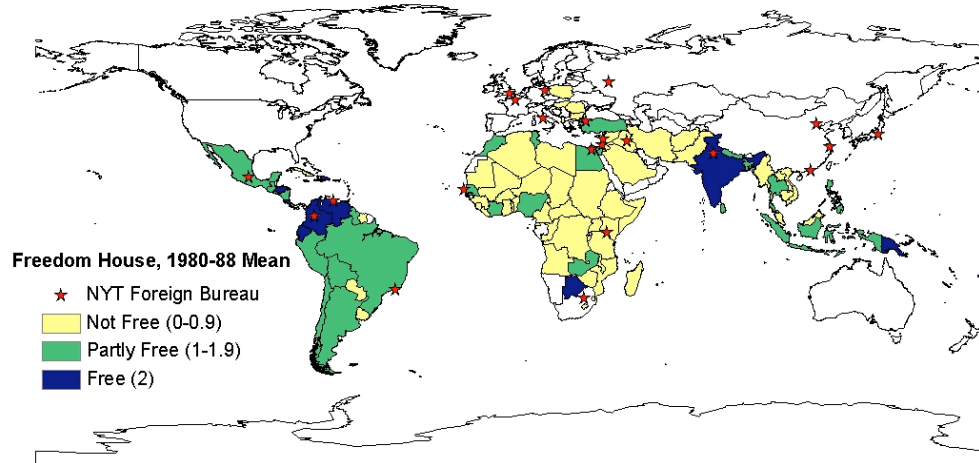 Freedom House, 1980-88 Mean
NYT Foreign Bureau
Not Free (0-0.9)
Partly Free (1-1.9)
Free (2)